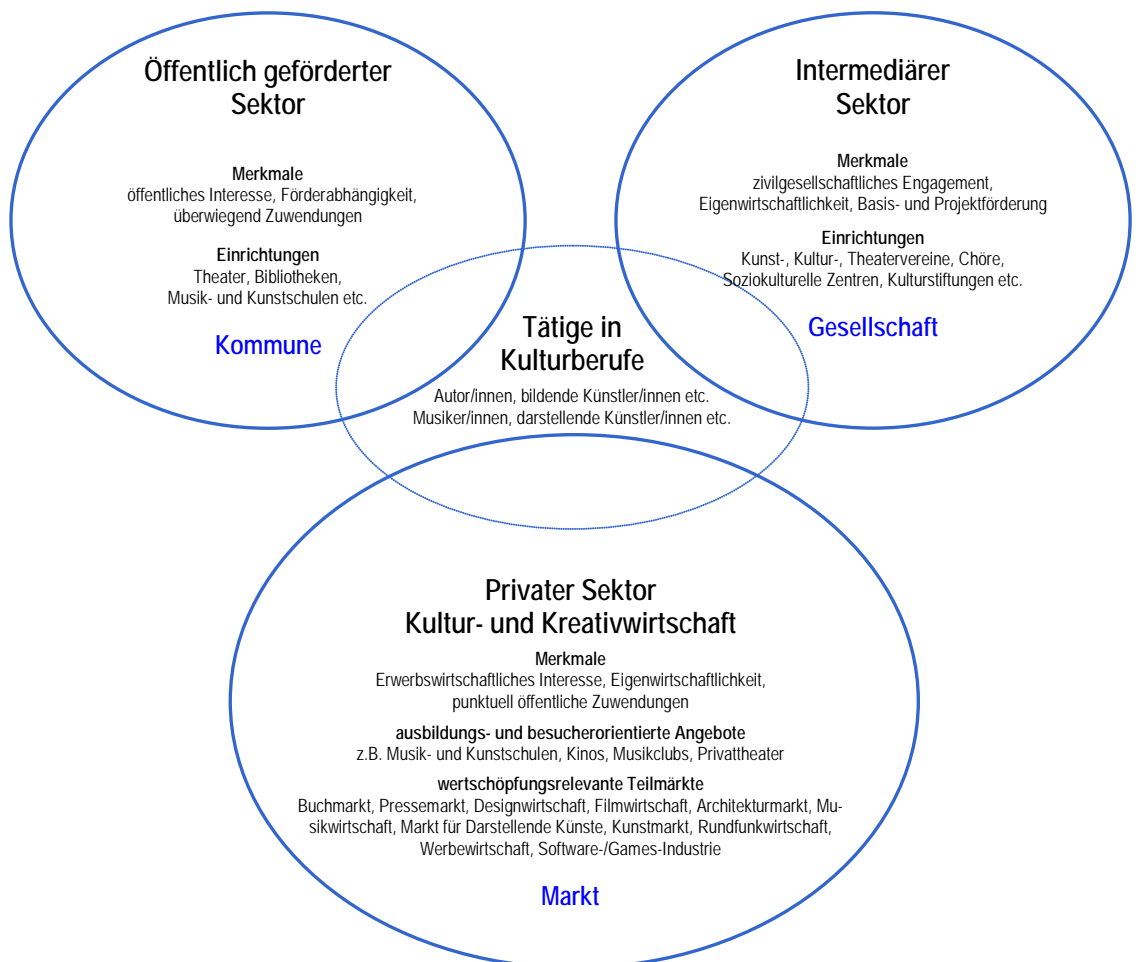 Öffentlich geförderter
Sektor
Merkmale
öffentliches Interesse, Förderabhängigkeit,
überwiegend Zuwendungen
Einrichtungen
Theater, Bibliotheken,
Musik- und Kunstschulen etc.
Kommune
Intermediärer
Sektor
Merkmale
zivilgesellschaftliches Engagement,
Eigenwirtschaftlichkeit, Basis- und Projektförderung
Einrichtungen
Kunst-, Kultur-, Theatervereine, Chöre,
Soziokulturelle Zentren, Kulturstiftungen etc.
Gesellschaft
Tätige in
Kulturberufe
Autor/innen, bildende Künstler/innen etc.
Musiker/innen, darstellende Künstler/innen etc.
Privater Sektor
Kultur- und Kreativwirtschaft
Merkmale
Erwerbswirtschaftliches Interesse, Eigenwirtschaftlichkeit,
punktuell öffentliche Zuwendungen
ausbildungs- und besucherorientierte Angebote
z.B. Musik- und Kunstschulen, Kinos, Musikclubs, Privattheater
wertschöpfungsrelevante Teilmärkte
Buchmarkt, Pressemarkt, Designwirtschaft, Filmwirtschaft, Architekturmarkt, Mu-
sikwirtschaft, Markt für Darstellende Künste, Kunstmarkt, Rundfunkwirtschaft,
Werbewirtschaft, Software-/Games-Industrie
Markt